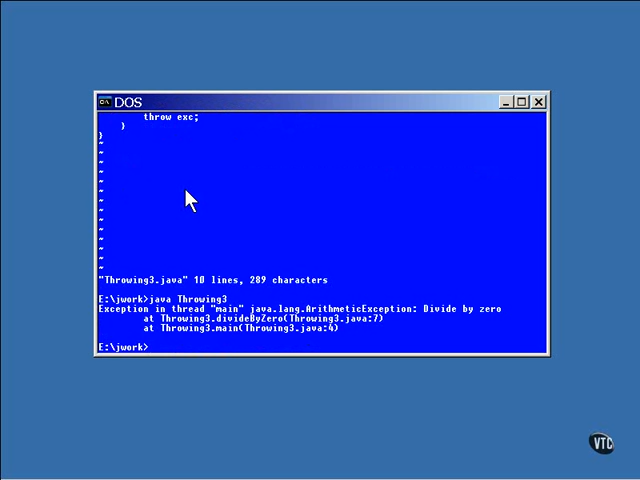 DOS
throw exc;
}
}
~
~
~
~
~
~
~
~
~
~
~
~
~
~
"Throwing3.java" 10 lines, 289 characters
E:\jwork>java Throwing3
Exception in thread "main" java.lang.ArithmeticException: Divide by zero
at Throwing3.divideByZero(Throwing3.java:7)
at Throwing3.main(Throwing3.java:4)
E:\jwork>
VTC